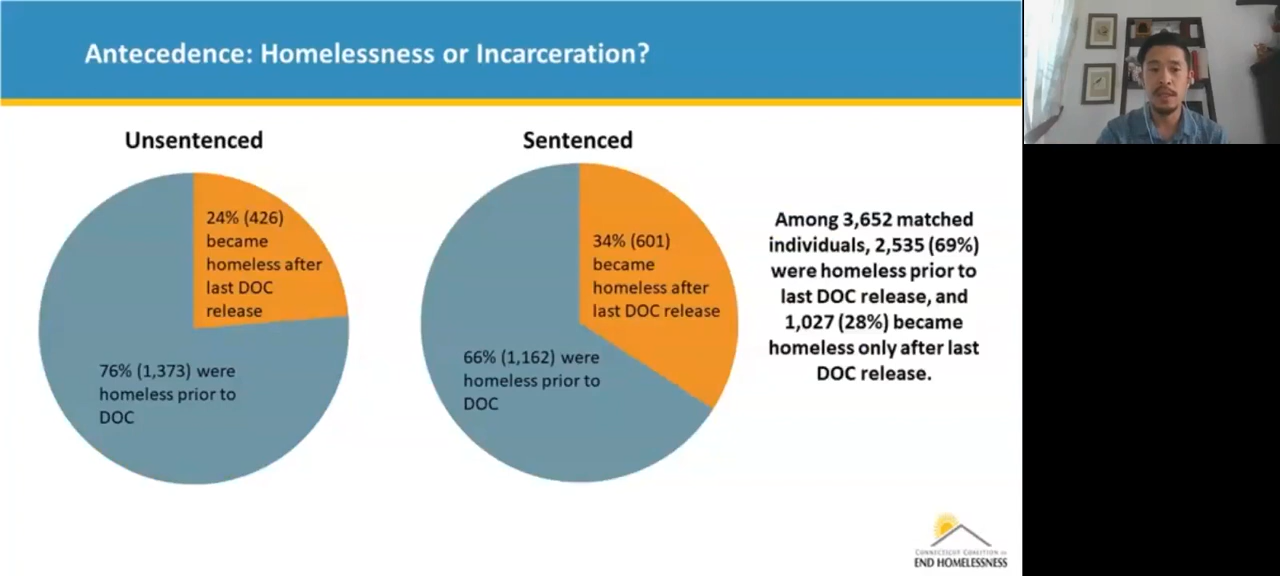 Antecedence: Homelessness or Incarceration?
Unsentenced
24% (426)
became
homeless after
last DOC
release
76% (1,373) were
homeless prior to
DOC
Sentenced
34% (601)
became
homeless after
last DOC release
66% (1,162) were
homeless prior to
DOC
Among 3,652 matched
individuals, 2,535 (69%)
were homeless prior to
last DOC release, and
1,027 (28%) became
homeless only after last
DOC release.
CONNECTICUT COALITION TO
END HOMELESSNESS